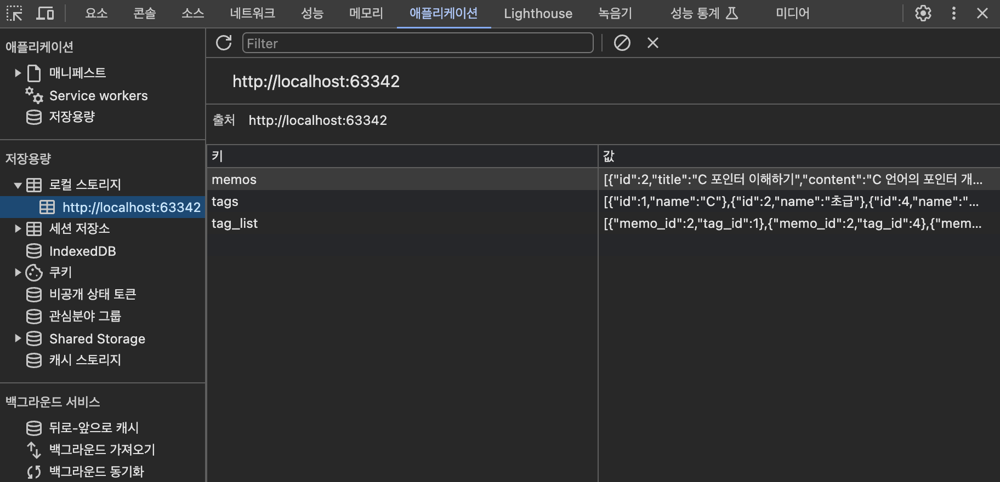 요소 콘솔 소스 네트워크 성능 메모리 애플리케이션 Lighthouse 녹음기 성능 통계 미디어
애플리케이션
매니페스트
Service workers
저장용량
저장용량
로컬 스토리지
http://localhost:63342
세션 저장소
IndexedDB
쿠키
비공개 상태 토큰
관심분야 그룹
Shared Storage
캐시 스토리지
백그라운드 서비스
뒤로-앞으로 캐시
백그라운드 가져오기
백그라운드 동기화
Filter
http://localhost:63342
출처 http://localhost:63342
키 값
memos [{"id":2,"title":"C 포인터 이해하기","content":"C 언어의 포인터 개...
tags [{"id":1,"name":"C"},{"id":2,"name":"초급"},{"id":4,"name":"...
tag_list [{"memo_id":2,"tag_id":1},{"memo_id":2,"tag_id":4},{"mem...